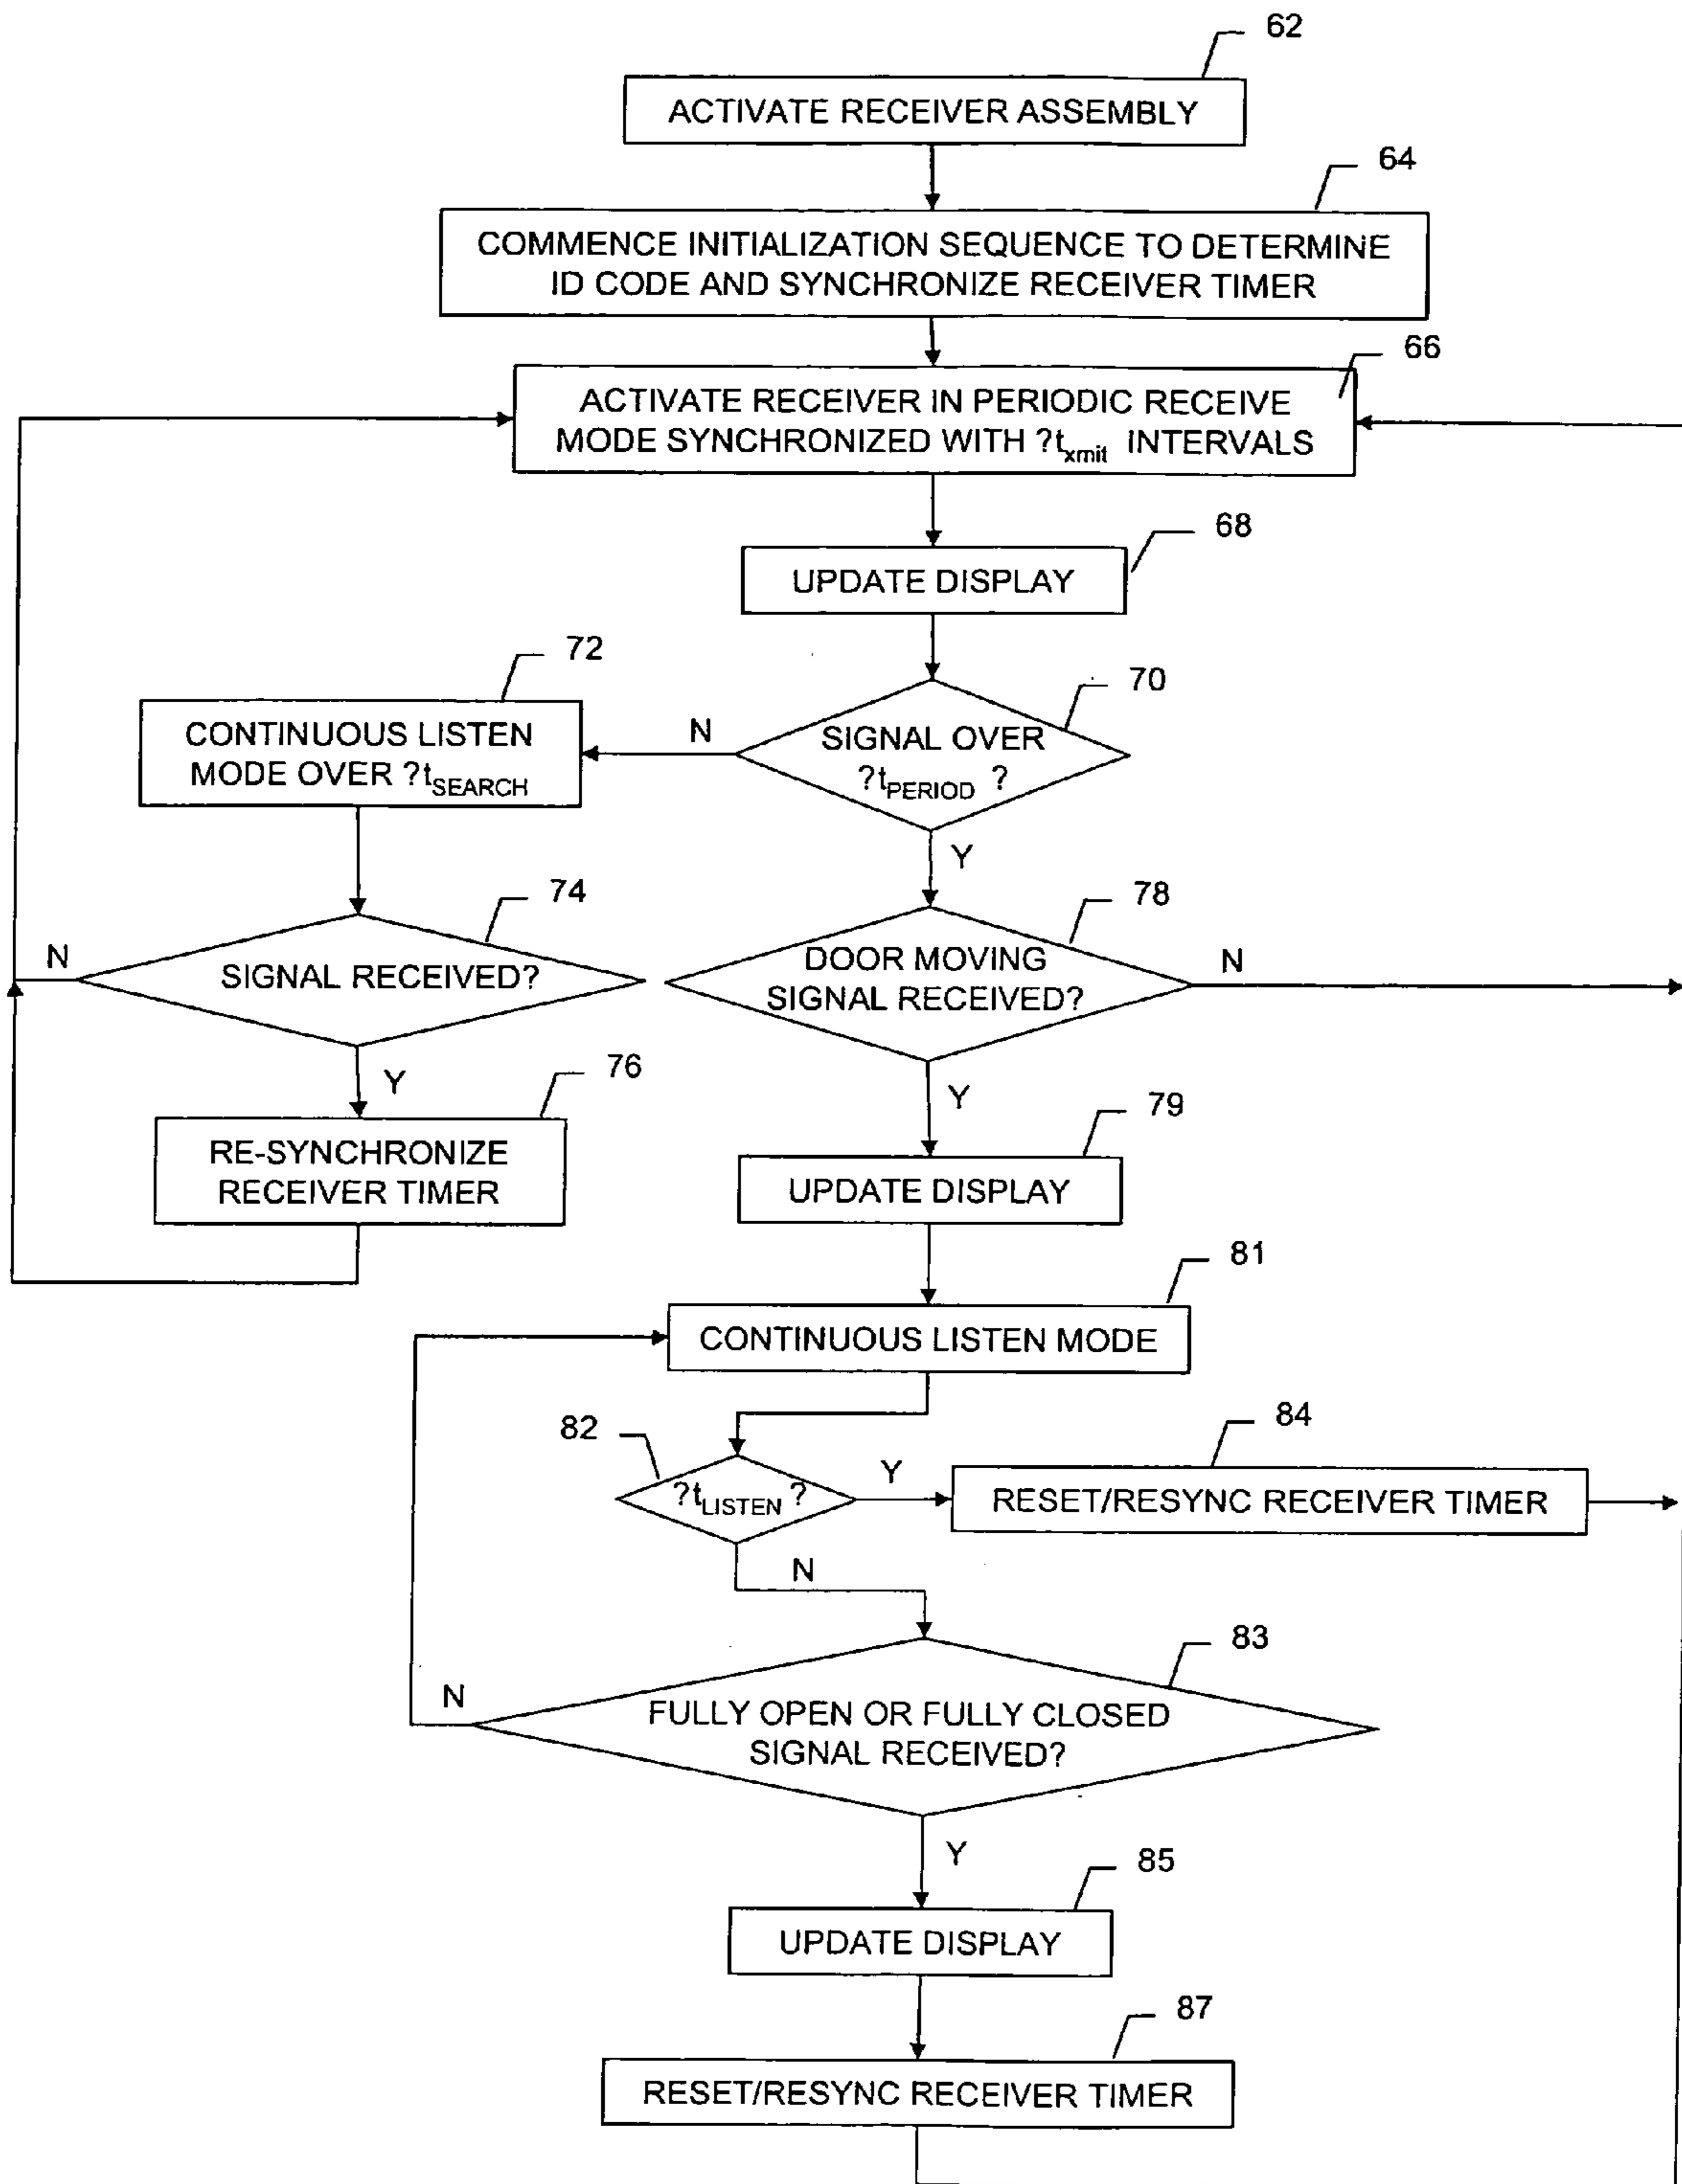 62
ACTIVATE RECEIVER ASSEMBLY
64
COMMENCE INITIALIZATION SEQUENCE TO DETERMINE
ID CODE AND SYNCHRONIZE RECEIVER TIMER
66
ACTIVATE RECEIVER IN PERIODIC RECEIVE
MODE SYNCHRONIZED WITH ?txmit INTERVALS
68
UPDATE DISPLAY
72
CONTINUOUS LISTEN
MODE OVER ?tSEARCH
N
70
SIGNAL OVER
?tPERIOD ?
Y
74
N
SIGNAL RECEIVED?
78
DOOR MOVING
SIGNAL RECEIVED?
N
Y
76
RE-SYNCHRONIZE
RECEIVER TIMER
Y
79
UPDATE DISPLAY
81
CONTINUOUS LISTEN MODE
82
?tLISTEN ?
Y
84
RESET/RESYNC RECEIVER TIMER
N
83
N
FULLY OPEN OR FULLY CLOSED
SIGNAL RECEIVED?
Y
85
UPDATE DISPLAY
87
RESET/RESYNC RECEIVER TIMER